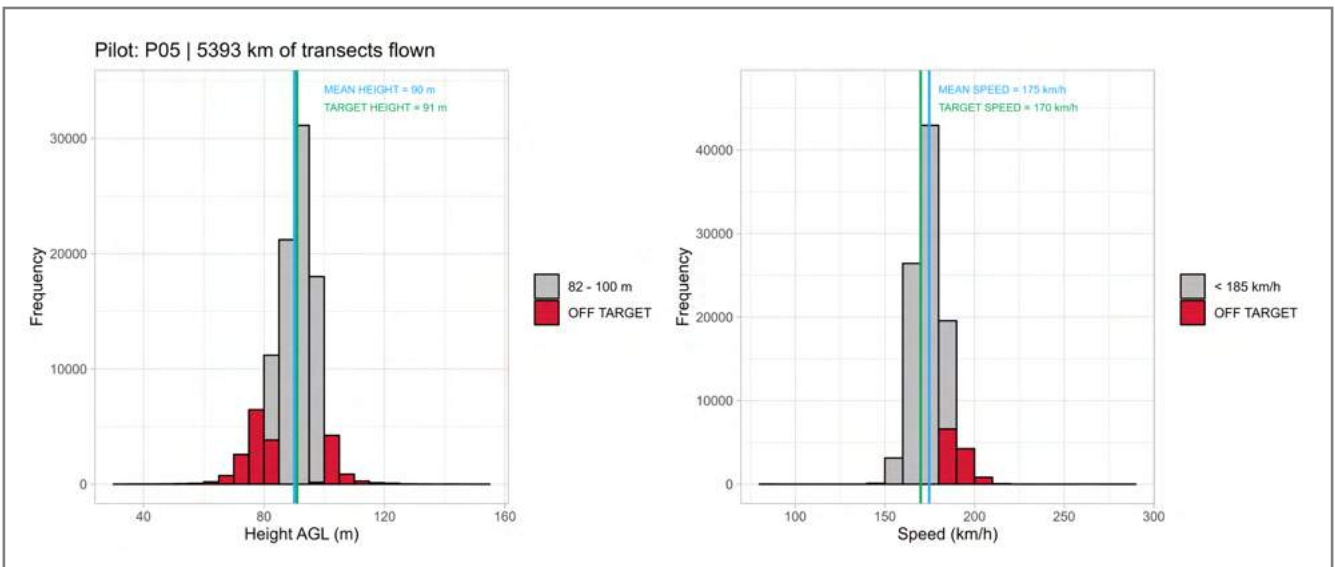 Pilot: P05 | 5393 km of transects flown
MEAN HEIGHT = 90 m
TARGET HEIGHT = 91 m
30000
20000
10000
0
Frequency
40
80
120
160
Height AGL (m)
82 - 100 m
OFF TARGET
MEAN SPEED = 175 km/h
TARGET SPEED = 170 km/h
40000
30000
20000
10000
0
Frequency
100
150
200
250
300
Speed (km/h)
< 185 km/h
OFF TARGET